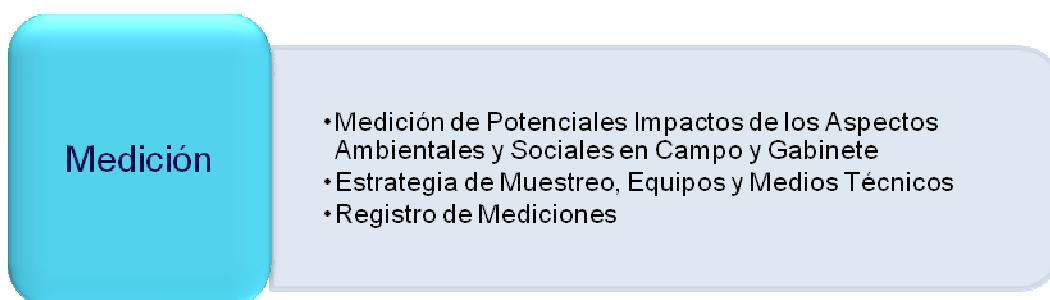 Medición
•Medición de Potenciales Impactos de los Aspectos
Ambientales y Sociales en Campo y Gabinete
•Estrategia de Muestreo, Equipos y Medios Técnicos
•Registro de Mediciones